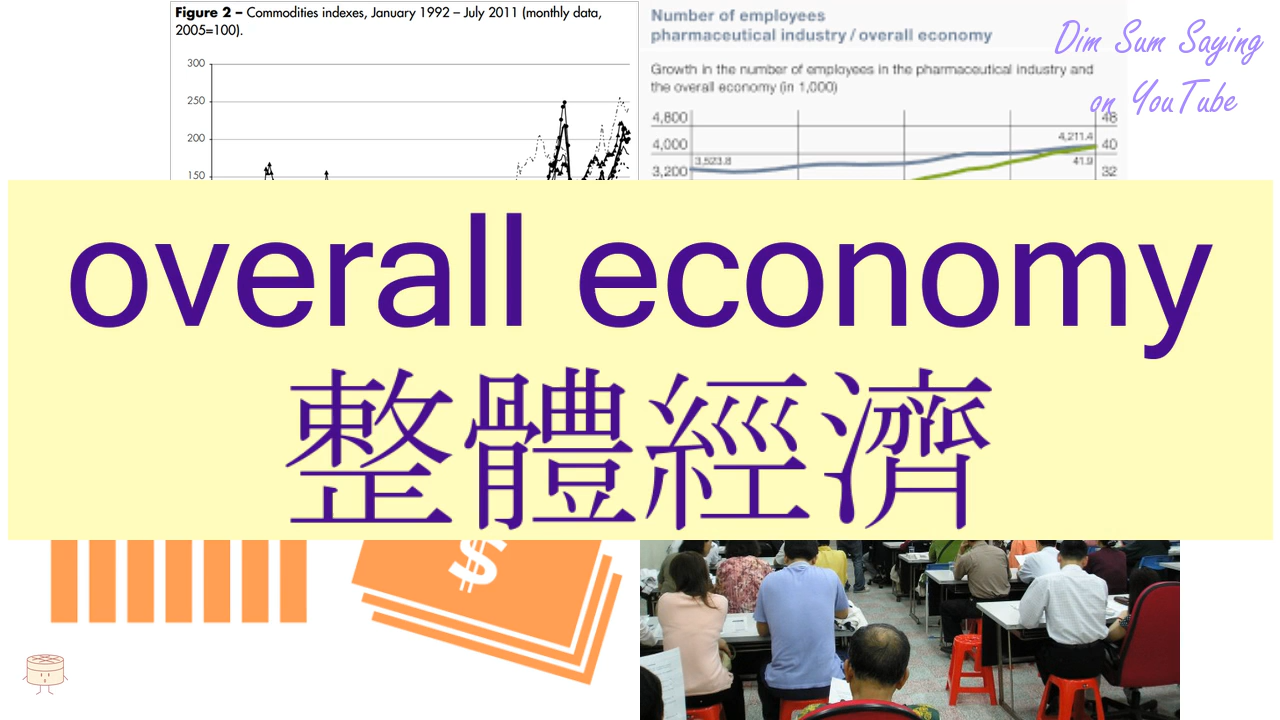 Figure 2 – Commodities indexes, January 1992 – July 2011 (monthly data,
2005=100).
300
250
200
150
Number of employees
pharmaceutical industry / overall economy
Growth in the number of employees in the pharmaceutical industry and
the overall economy (in 1,000)
4,800
4,000
3,200
3,523.8
4,211.4
41.9
48
40
32
Dim Sum Saying
on YouTube
overall economy
整體經濟
$